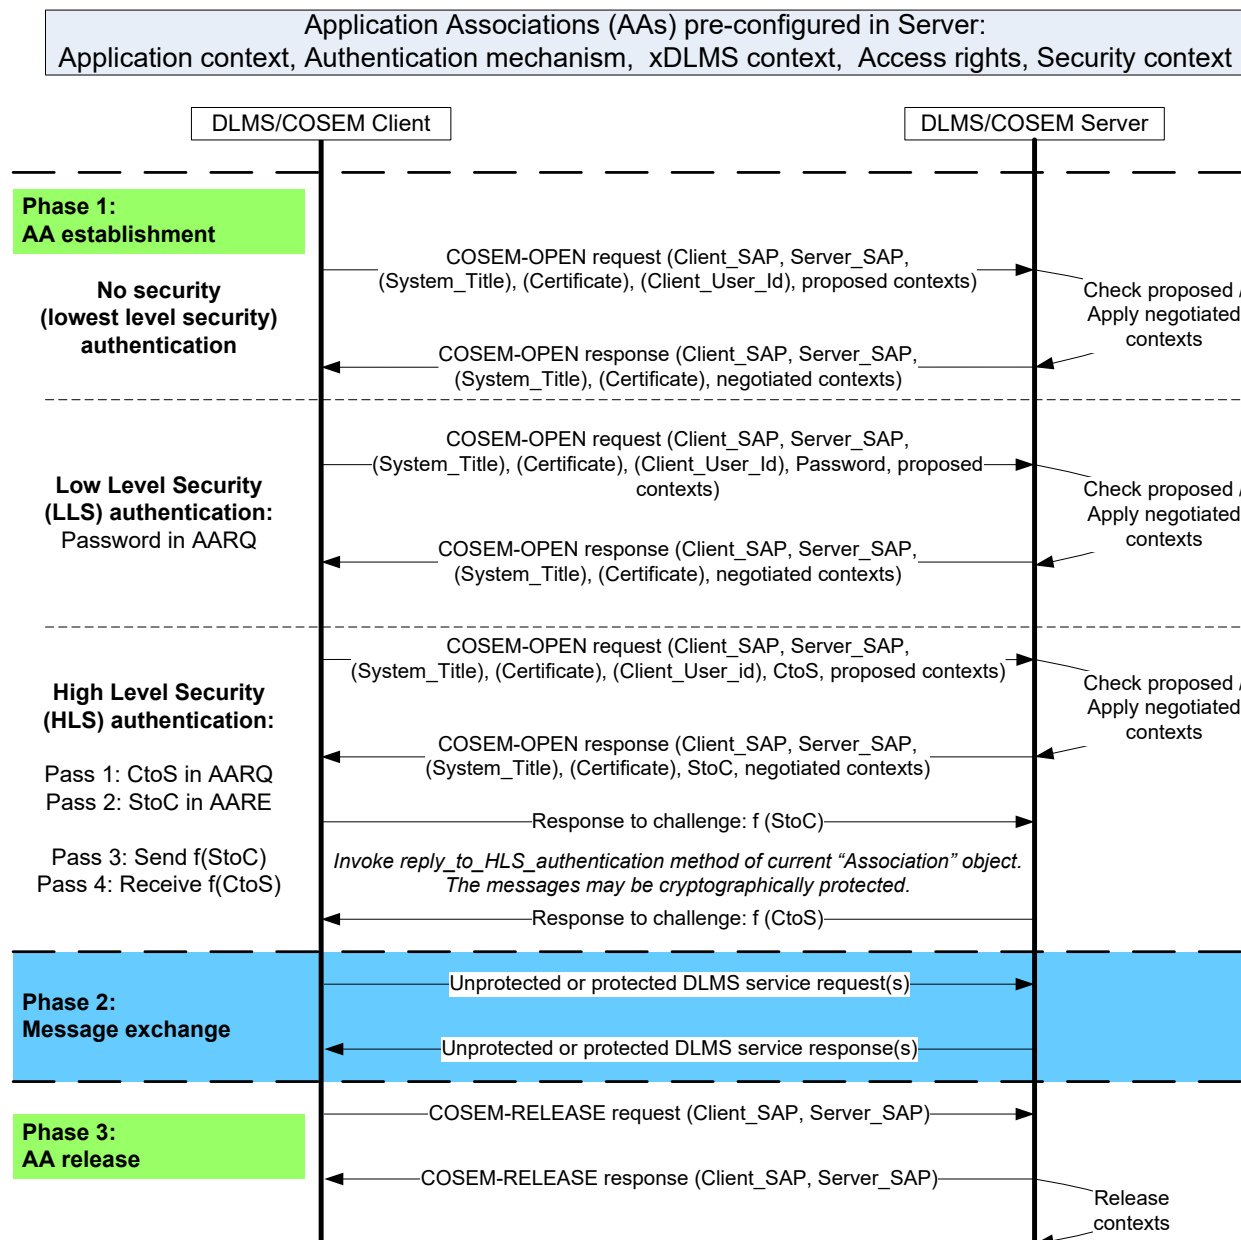 Application Associations (AAs) pre-configured in Server:
Application context, Authentication mechanism, xDLMS context, Access rights, Security context
DLMS/COSEM Client
DLMS/COSEM Server
Phase 1:
AA establishment
No security
(lowest level security)
authentication
COSEM-OPEN request (Client_SAP, Server_SAP,
(System_Title), (Certificate), (Client_User_Id), proposed contexts)
Check proposed /
Apply negotiated
contexts
COSEM-OPEN response (Client_SAP, Server_SAP,
(System_Title), (Certificate), negotiated contexts)
Low Level Security
(LLS) authentication:
Password in AARQ
COSEM-OPEN request (Client_SAP, Server_SAP,
(System_Title), (Certificate), (Client_User_Id), Password, proposed
contexts)
Check proposed /
Apply negotiated
contexts
COSEM-OPEN response (Client_SAP, Server_SAP,
(System_Title), (Certificate), negotiated contexts)
High Level Security
(HLS) authentication:
Pass 1: CtoS in AARQ
Pass 2: StoC in AARE
Pass 3: Send f(StoC)
Pass 4: Receive f(CtoS)
COSEM-OPEN request (Client_SAP, Server_SAP,
(System_Title), (Certificate), (Client_User_id), CtoS, proposed contexts)
Check proposed /
Apply negotiated
contexts
COSEM-OPEN response (Client_SAP, Server_SAP,
(System_Title), (Certificate), StoC, negotiated contexts)
Response to challenge: f (StoC)
Invoke reply_to_HLS_authentication method of current “Association” object.
The messages may be cryptographically protected.
Response to challenge: f (CtoS)
Phase 2:
Message exchange
Unprotected or protected DLMS service request(s)
Unprotected or protected DLMS service response(s)
Phase 3:
AA release
COSEM-RELEASE request (Client_SAP, Server_SAP)
COSEM-RELEASE response (Client_SAP, Server_SAP)
Release
contexts